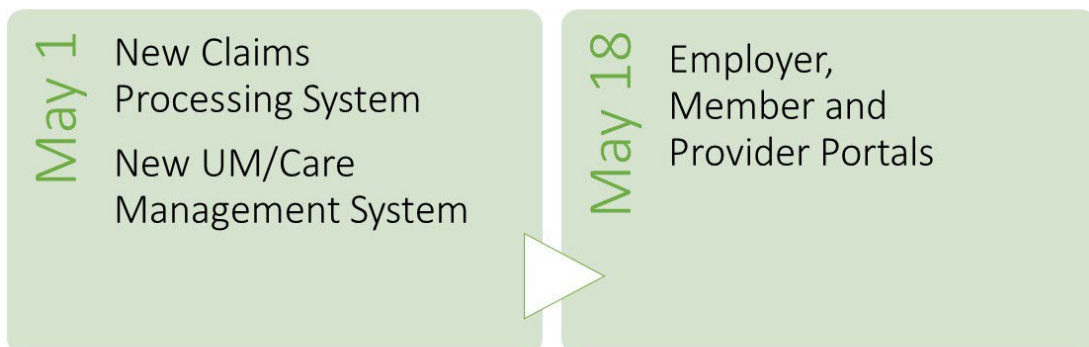 May 1
New Claims
Processing System
New UM/Care
Management System
May 18
Employer,
Member and
Provider Portals